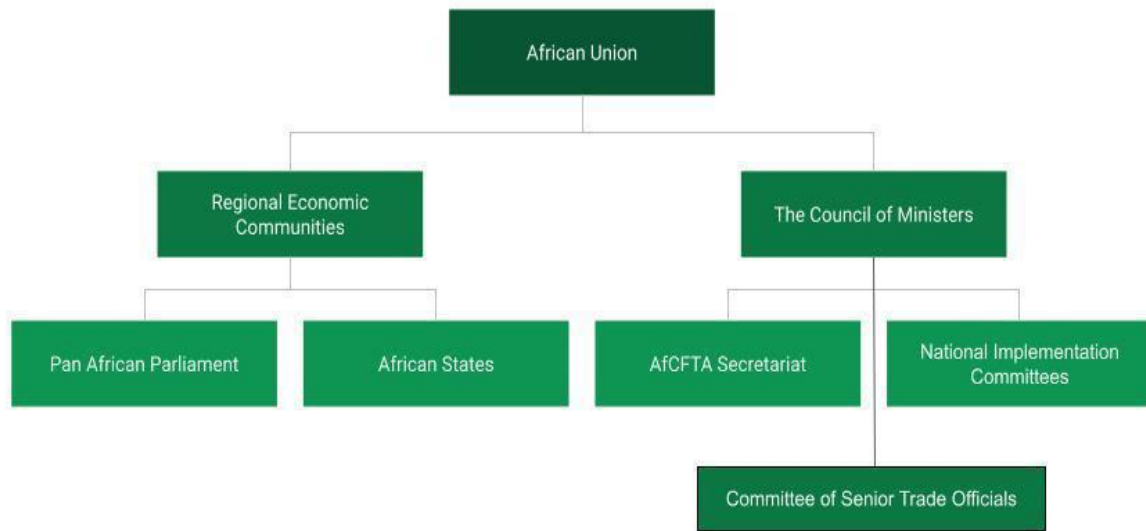 African Union
Regional Economic
Communities
The Council of Ministers
Pan African Parliament
African States
AfCFTA Secretariat
National Implementation
Committees
Committee of Senior Trade Officials